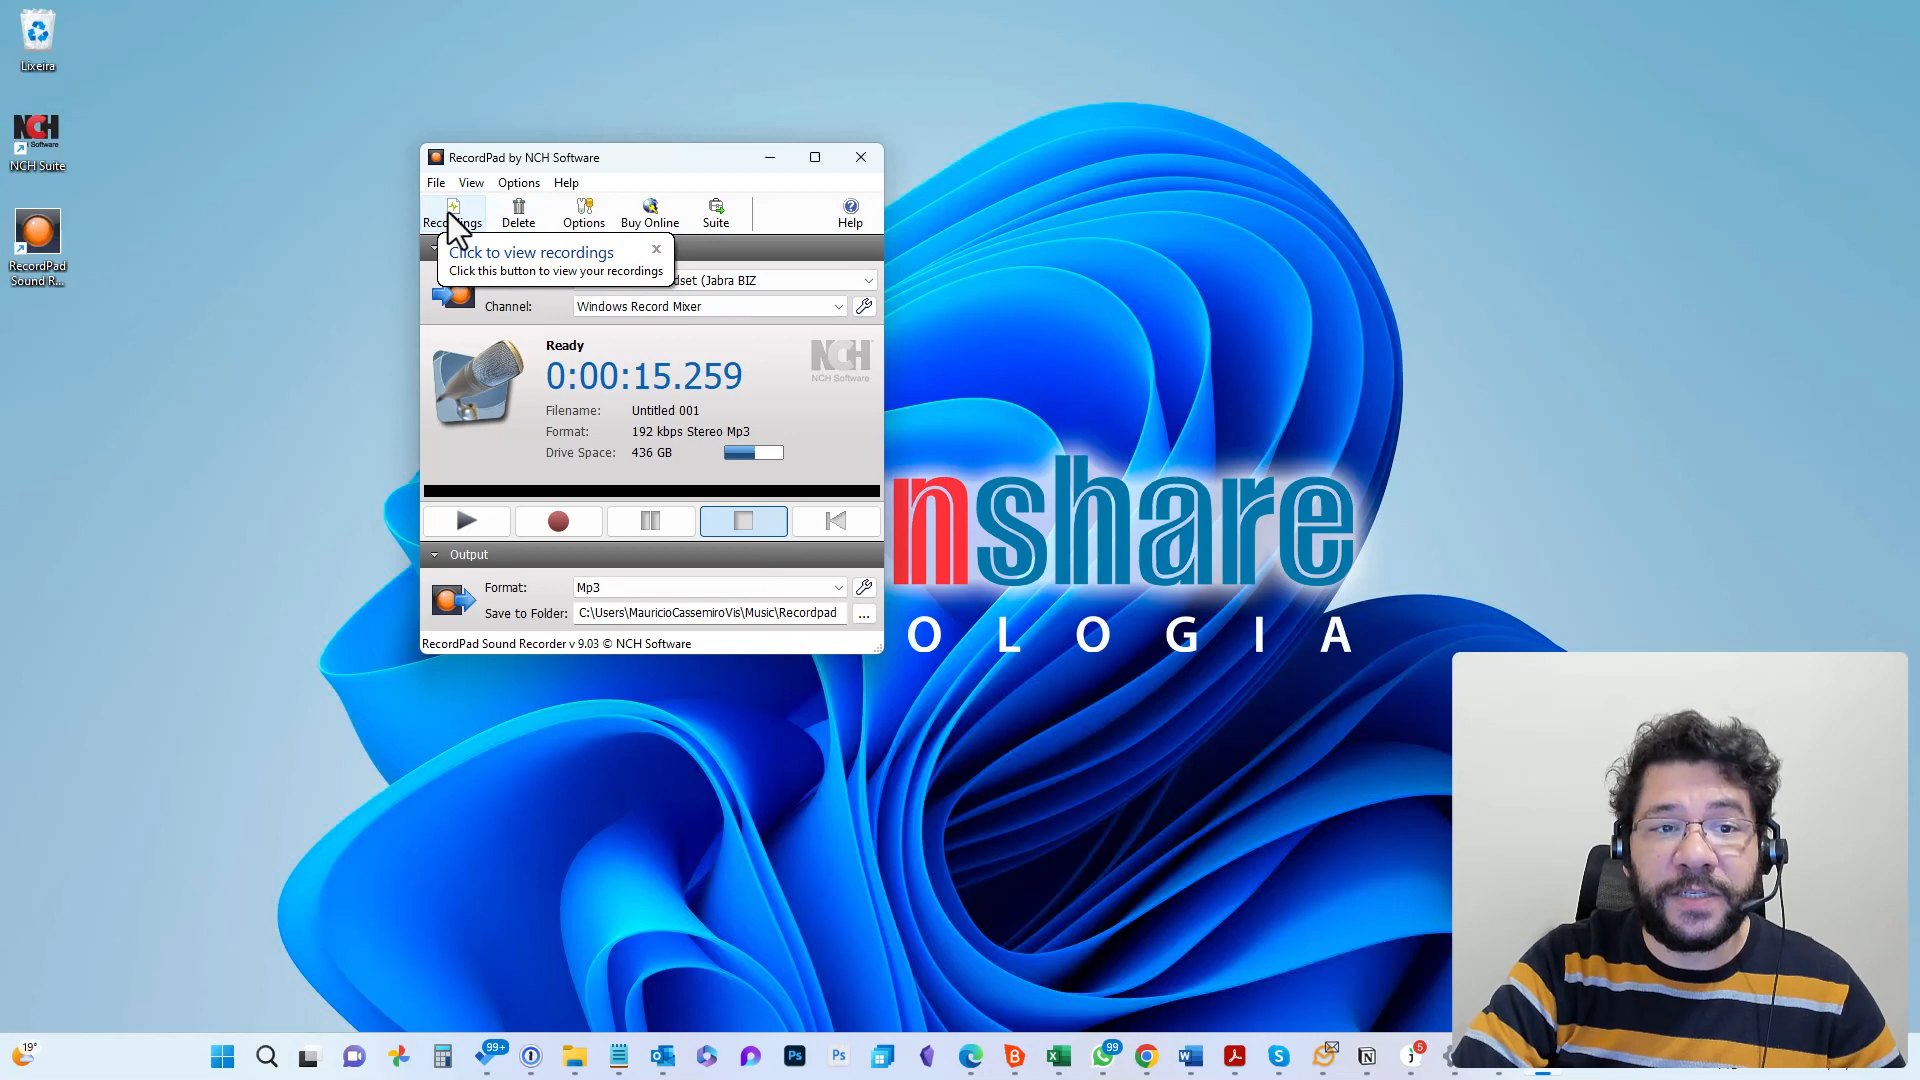 Lixeira
NCH
Software
NCH Suite
RecordPad
Sound R...
RecordPad by NCH Software
File View Options Help
Delete Options Buy Online Suite Help
Click to view recordings
Click this button to view your recordings
(Jabra BIZ
Channel: Windows Record Mixer
Ready
NCH
NCH Software
0:00:15.259
Filename: Untitled 001
Format: 192 kbps Stereo Mp3
Drive Space: 436 GB
Output
Format: Mp3
Save to Folder: C:\Users\MauricioCassemiroVis\Music\Recordpad ...
RecordPad Sound Recorder v 9.03 © NCH Software
nshare
OLOGIA
19°
99+
Ps
Ps
99
5